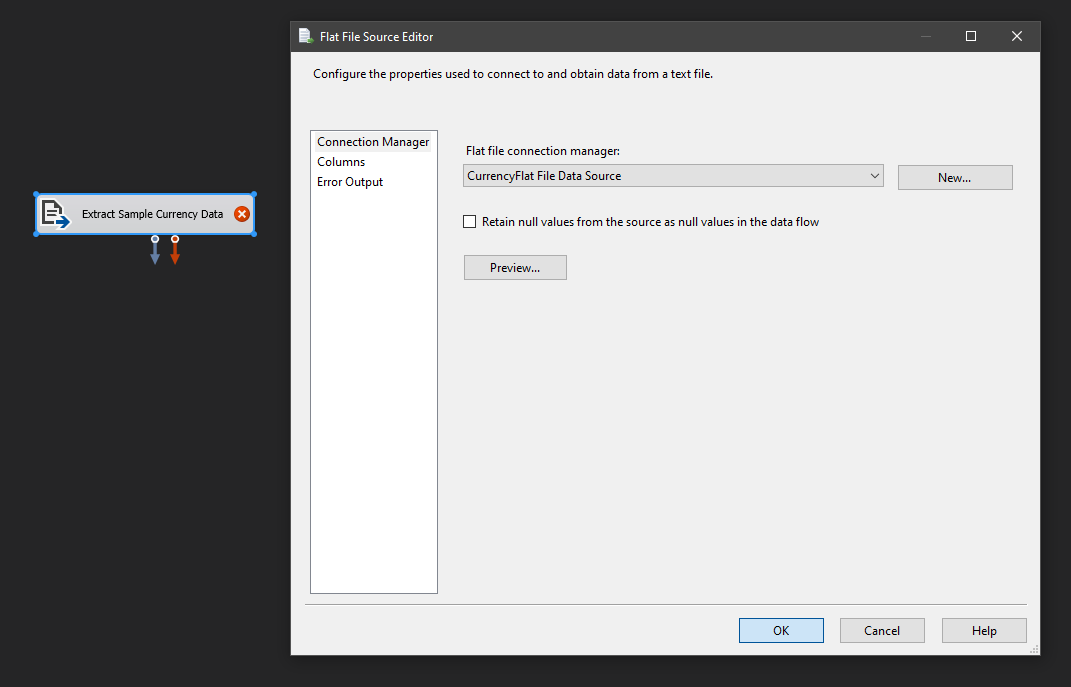 Flat File Source Editor
Configure the properties used to connect to and obtain data from a text file.
Connection Manager
Columns
Error Output
Flat file connection manager:
CurrencyFlat File Data Source
New...
Retain null values from the source as null values in the data flow
Preview...
Extract Sample Currency Data
OK
Cancel
Help